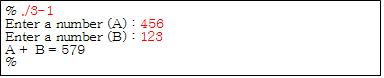 % ./3-1
Enter a number (A) : 456
Enter a number (B) : 123
A + B = 579
%